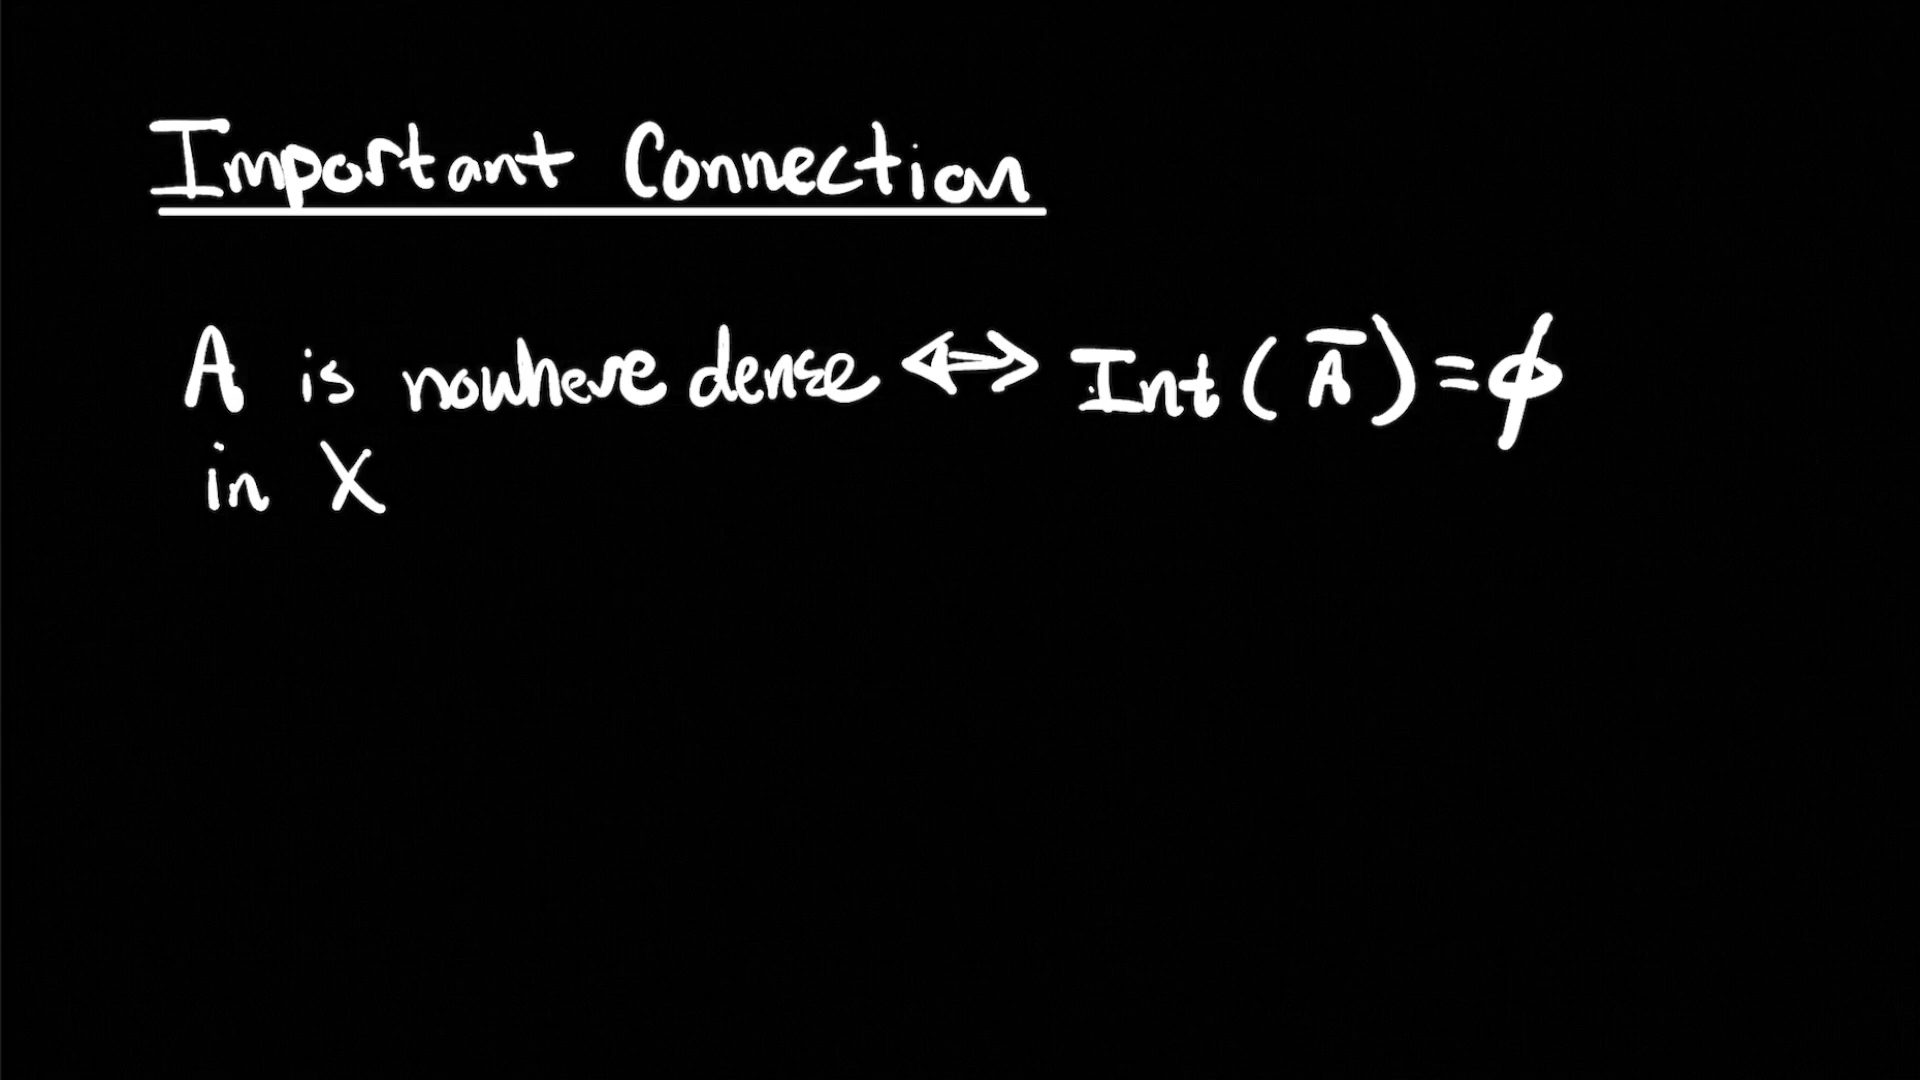 Important Connection
A is nowhere dense ⟺ Int(A̅)=ϕ
in X